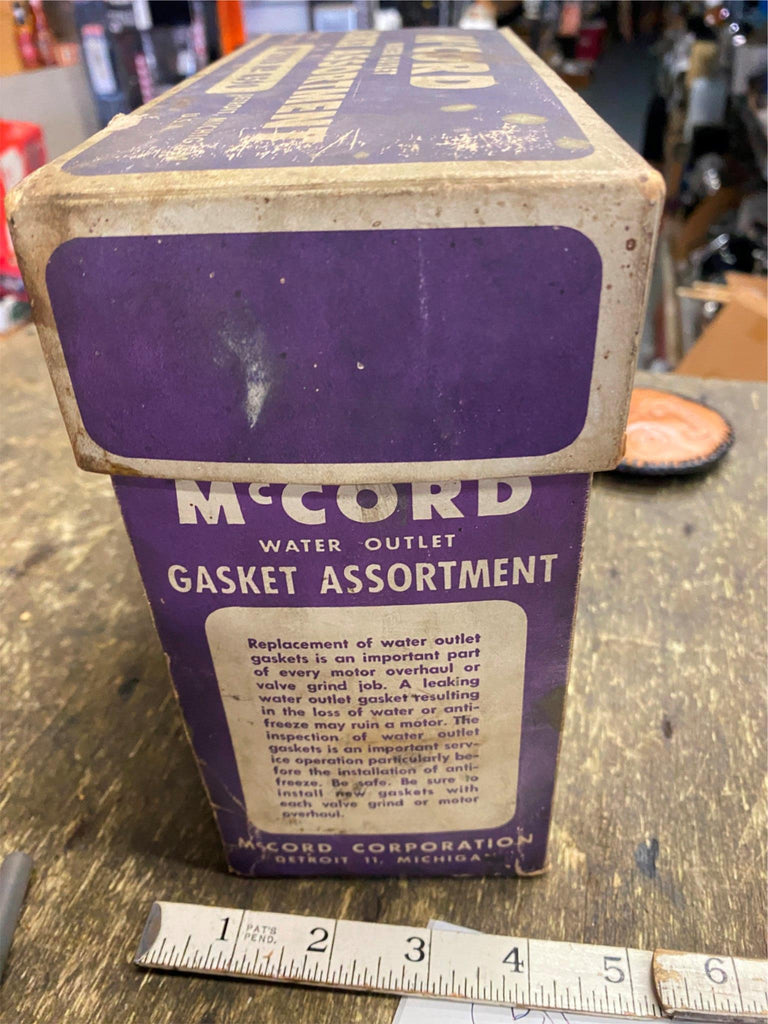 McCORD
WATER OUTLET
GASKET ASSORTMENT
McCORD
WATER OUTLET
GASKET ASSORTMENT
Replacement of water outlet
gaskets is an important part
of every motor overhaul or
valve grind job. A leaking
water outlet gasket resulting
in the loss of water or anti-
freeze may ruin a motor. The
inspection of water outlet
gaskets is an important serv-
ice operation particularly be-
fore the installation of anti-
freeze. Be safe. Be sure to
install new gaskets with
each valve grind or motor
overhaul.
McCORD CORPORATION
DETROIT 11, MICHIGAN
1 PAT'S 2 3 4 5 6
PEND.